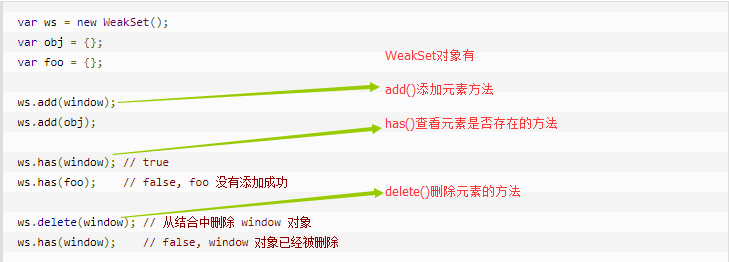 var ws = new WeakSet();
var obj = {};
var foo = {};
WeakSet对象有
add()添加元素方法
ws.add(window);
ws.add(obj);
has()查看元素是否存在的方法
ws.has(window); // true
ws.has(foo);    // false, foo 没有添加成功
delete()删除元素的方法
ws.delete(window); // 从结合中删除 window 对象
ws.has(window);    // false, window 对象已经被删除